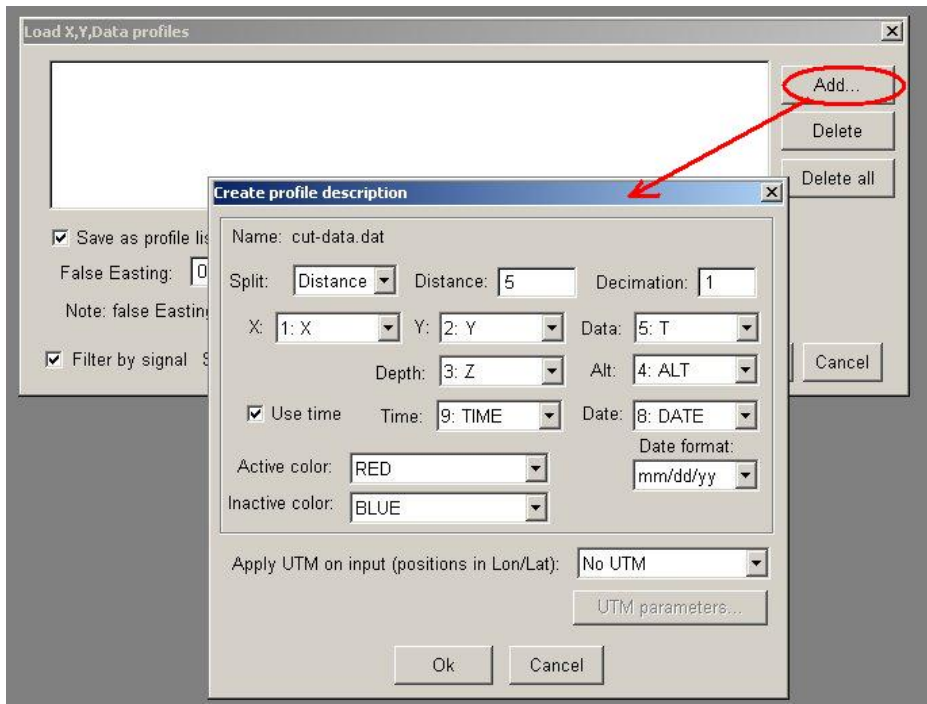 Load X,Y,Data profiles
Add...
Delete
Delete all
Save as profile
False Easting: 0
Note: false Easting
Filter by signal
Cancel
Create profile description
Name: cut-data.dat
Split: Distance Distance: 5 Decimation: 1
X: 1: X Y: 2: Y Data: 5: T
Depth: 3: Z Alt: 4: ALT
Use time Time: 9: TIME Date: 8: DATE
Date format:
mm/dd/yy
Active color: RED
Inactive color: BLUE
Apply UTM on input (positions in Lon/Lat): No UTM
UTM parameters...
Ok Cancel